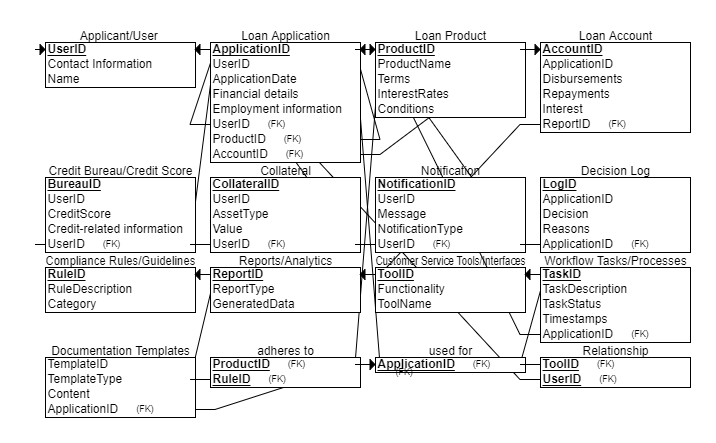 Applicant/User
UserID
Contact Information
Name
Loan Application
ApplicationID
UserID
ApplicationDate
Financial details
Employment information
UserID (FK)
ProductID (FK)
AccountID (FK)
Loan Product
ProductID
ProductName
Terms
InterestRates
Conditions
Loan Account
AccountID
ApplicationID
Disbursements
Repayments
Interest
ReportID (FK)
Credit Bureau/Credit Score
BureauID
UserID
CreditScore
Credit-related information
UserID (FK)
Collateral
CollateralID
UserID
AssetType
Value
UserID (FK)
Notification
NotificationID
UserID
Message
NotificationType
UserID (FK)
Decision Log
LogID
ApplicationID
Decision
Reasons
ApplicationID (FK)
Compliance Rules/Guidelines
RuleID
RuleDescription
Category
Reports/Analytics
ReportID
ReportType
GeneratedData
Customer Service Tools/Interfaces
ToolID
Functionality
ToolName
Workflow Tasks/Processes
TaskID
TaskDescription
TaskStatus
Timestamps
ApplicationID (FK)
Documentation Templates
TemplateID
TemplateType
Content
ApplicationID (FK)
adheres to
ProductID (FK)
RuleID (FK)
used for
ApplicationID (FK)
(FK)
Relationship
ToolID (FK)
UserID (FK)